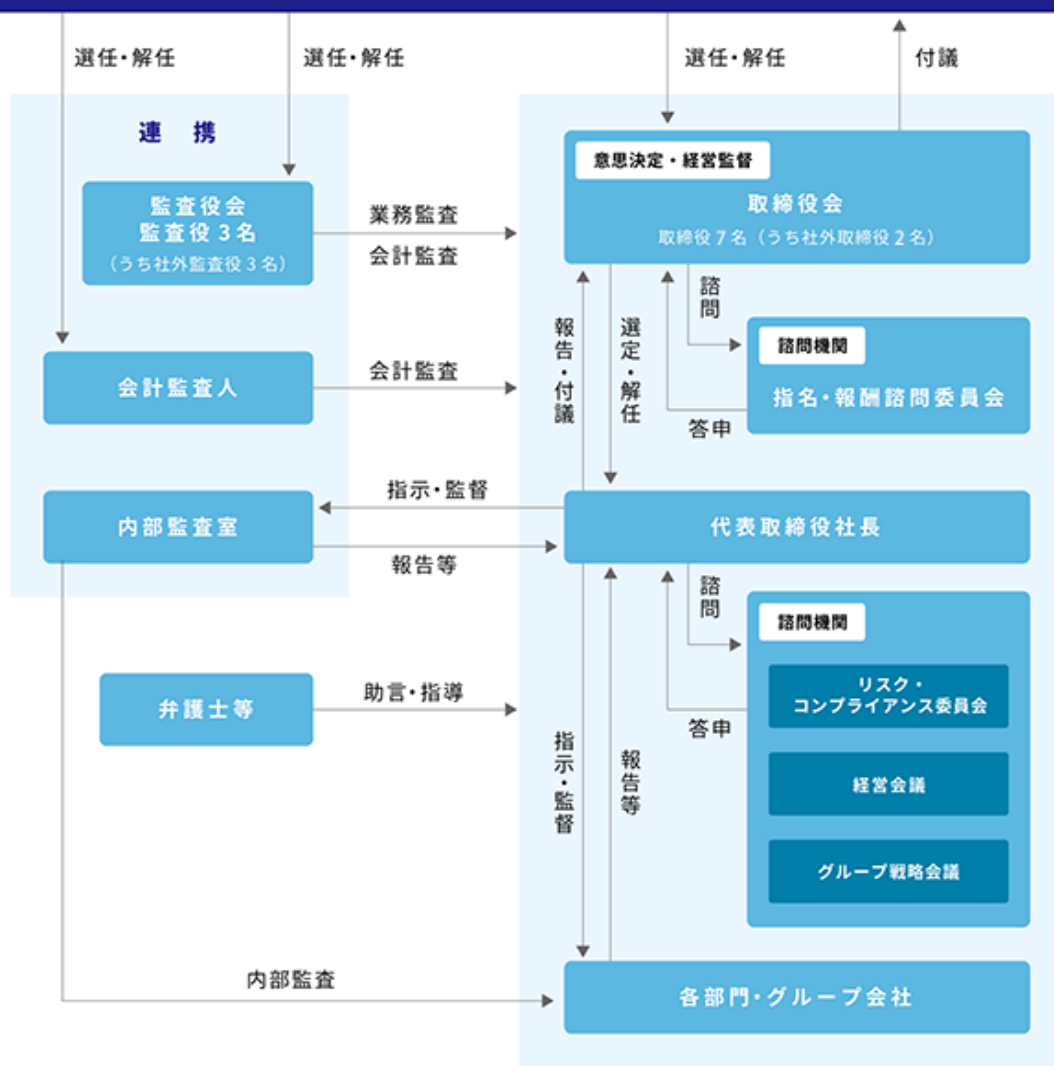 選任・解任
選任・解任
選任・解任
付議
連 携
監査役会
監査役3名
（うち社外監査役3名）
業務監査
会計監査
意思決定・経営監督
取締役会
取締役7名（うち社外取締役2名）
諮問
報告・付議
選定・解任
諮問機関
指名・報酬諮問委員会
答申
会計監査人
会計監査
指示・監督
内部監査室
代表取締役社長
報告等
諮問
諮問機関
リスク・
コンプライアンス委員会
答申
経営会議
グループ戦略会議
弁護士等
助言・指導
指示・監督
報告等
内部監査
各部門・グループ会社